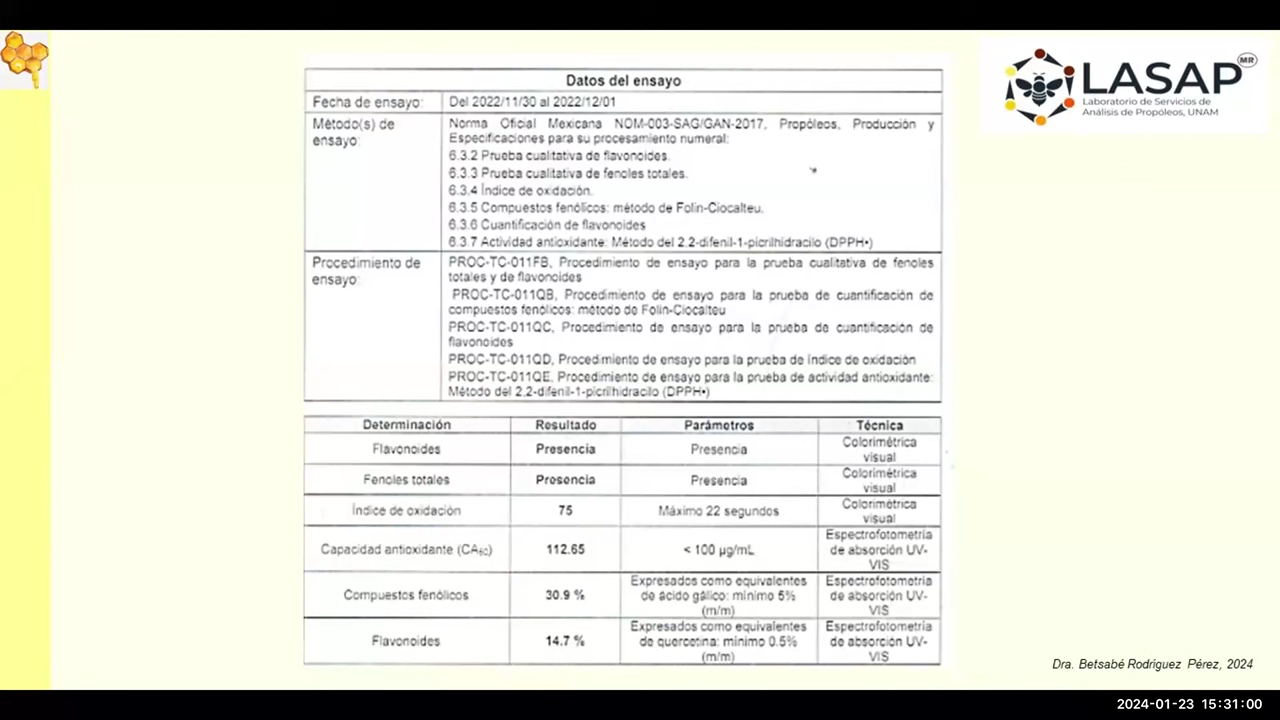 LASAP MR
Laboratorio de Servicios de
Análisis de Propóleos, UNAM
Datos del ensayo
Fecha de ensayo: Del 2022/11/30 al 2022/12/01
Método(s) de ensayo:
Norma Oficial Mexicana NOM-003-SAG/GAN-2017, Propóleos, Producción y
Especificaciones para su procesamiento numeral:
6.3.2 Prueba cualitativa de flavonoides.
6.3.3 Prueba cualitativa de fenoles totales.
6.3.4 Índice de oxidación.
6.3.5 Compuestos fenólicos: método de Folin-Ciocalteu.
6.3.6 Cuantificación de flavonoides
6.3.7 Actividad antioxidante: Método del 2,2-difenil-1-picrilhidracilo (DPPH•)
Procedimiento de ensayo:
PROC-TC-011FB, Procedimiento de ensayo para la prueba cualitativa de fenoles
totales y de flavonoides
PROC-TC-011QB, Procedimiento de ensayo para la prueba de cuantificación de
compuestos fenólicos: método de Folin-Ciocalteu
PROC-TC-011QC, Procedimiento de ensayo para la prueba de cuantificación de
flavonoides
PROC-TC-011QD, Procedimiento de ensayo para la prueba de índice de oxidación
PROC-TC-011QE, Procedimiento de ensayo para la prueba de actividad antioxidante:
Método del 2,2-difenil-1-picrilhidracilo (DPPH•)
Determinación Resultado Parámetros Técnica
Flavonoides Presencia Presencia Colorimétrica visual
Fenoles totales Presencia Presencia Colorimétrica visual
Índice de oxidación 75 Máximo 22 segundos Colorimétrica visual
Capacidad antioxidante (CA50) 112.65 < 100 µg/mL Espectrofotometría de absorción UV-VIS
Compuestos fenólicos 30.9 % Expresados como equivalentes de ácido gálico: mínimo 5% (m/m) Espectrofotometría de absorción UV-VIS
Flavonoides 14.7 % Expresados como equivalentes de quercetina: mínimo 0.5% (m/m) Espectrofotometría de absorción UV-VIS
Dra. Betsabé Rodríguez Pérez, 2024
2024-01-23 15:31:00